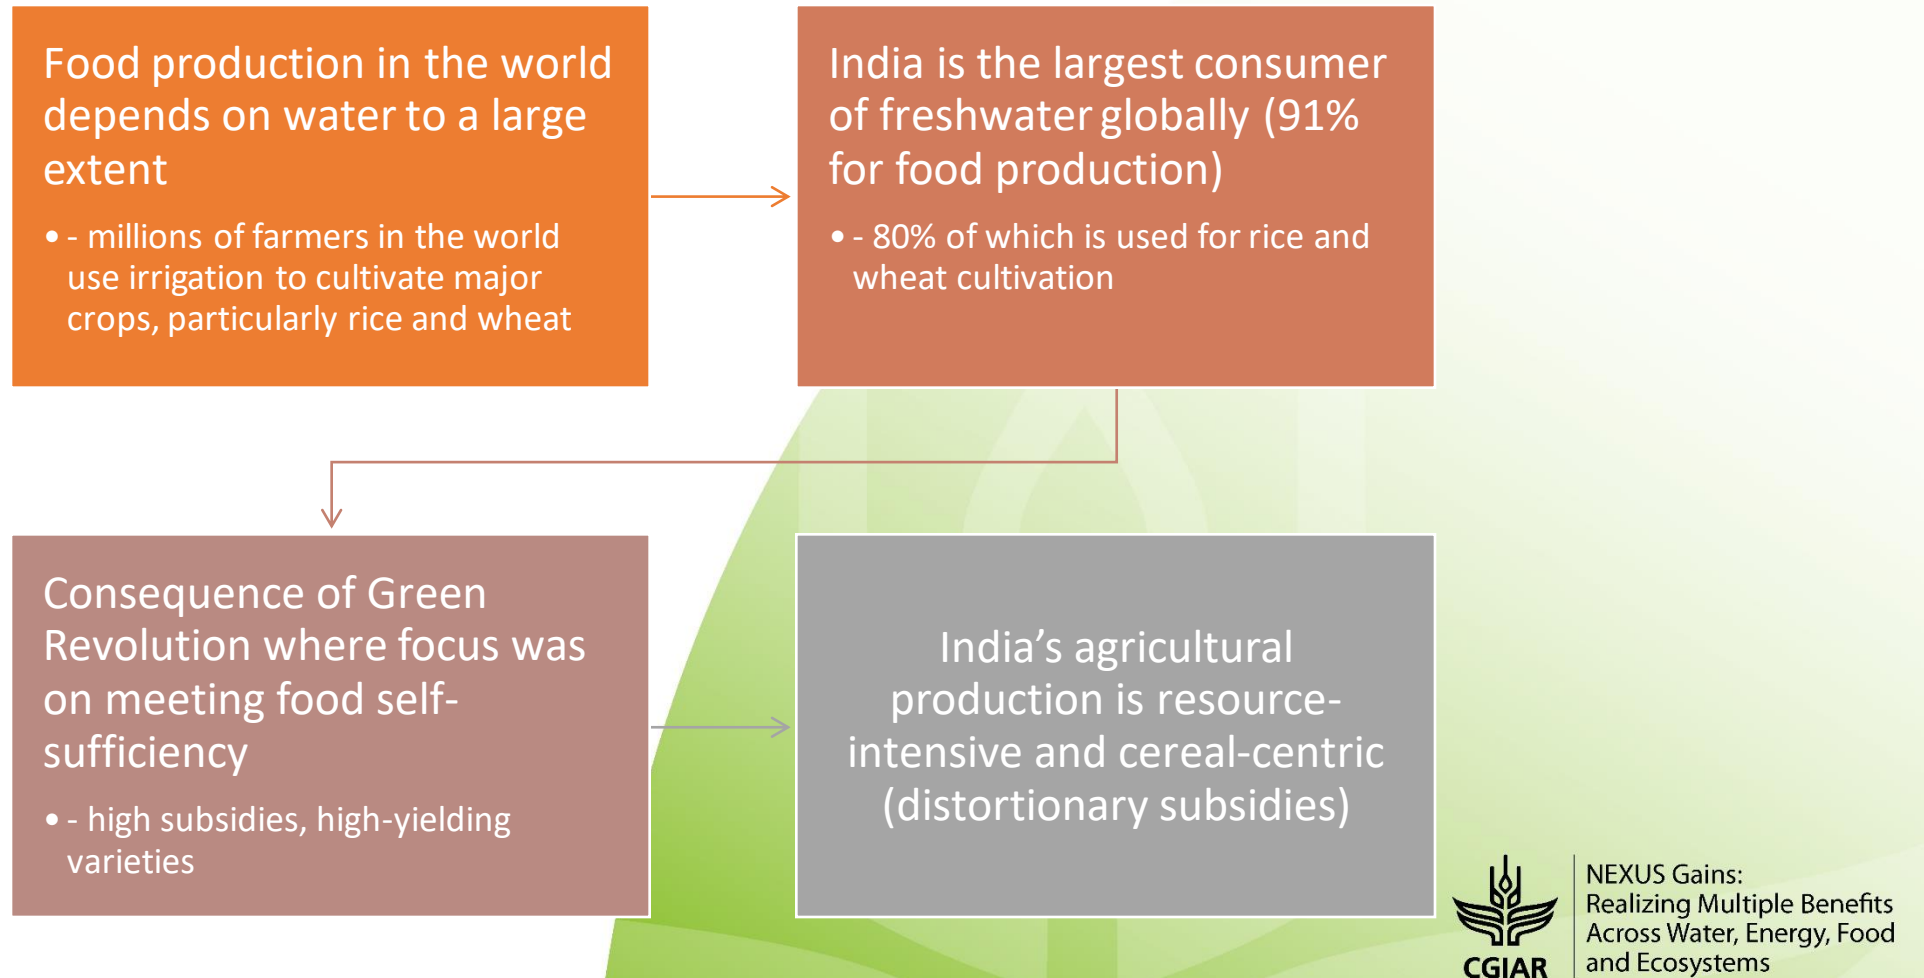 Food production in the world
depends on water to a large
extent
• - millions of farmers in the world
use irrigation to cultivate major
crops, particularly rice and wheat
India is the largest consumer
of freshwater globally (91%
for food production)
• - 80% of which is used for rice and
wheat cultivation
Consequence of Green
Revolution where focus was
on meeting food self-
sufficiency
• - high subsidies, high-yielding
varieties
India’s agricultural
production is resource-
intensive and cereal-centric
(distortionary subsidies)
CGIAR
NEXUS Gains:
Realizing Multiple Benefits
Across Water, Energy, Food
and Ecosystems